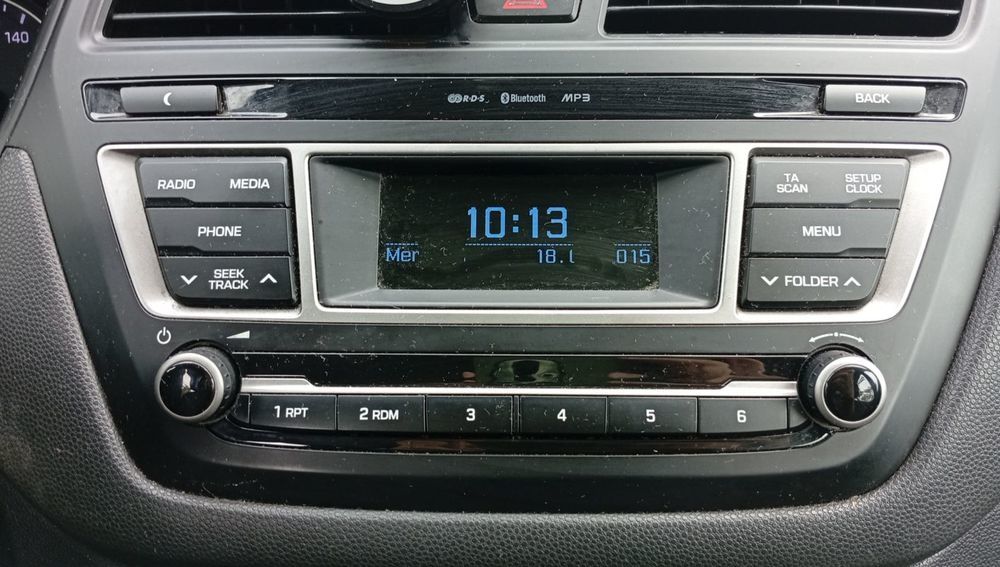 140
R·D·S Bluetooth MP3
BACK
RADIO MEDIA
PHONE
SEEK
TRACK
10:13
Mer 18. l 015
TA
SCAN
SETUP
CLOCK
MENU
FOLDER
1 RPT 2 RDM 3 4 5 6